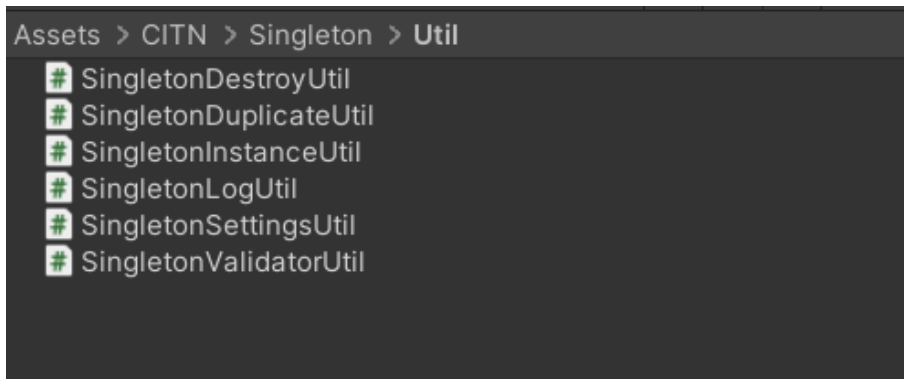 Assets > CITN > Singleton > Util
# SingletonDestroyUtil
# SingletonDuplicateUtil
# SingletonInstanceUtil
# SingletonLogUtil
# SingletonSettingsUtil
# SingletonValidatorUtil